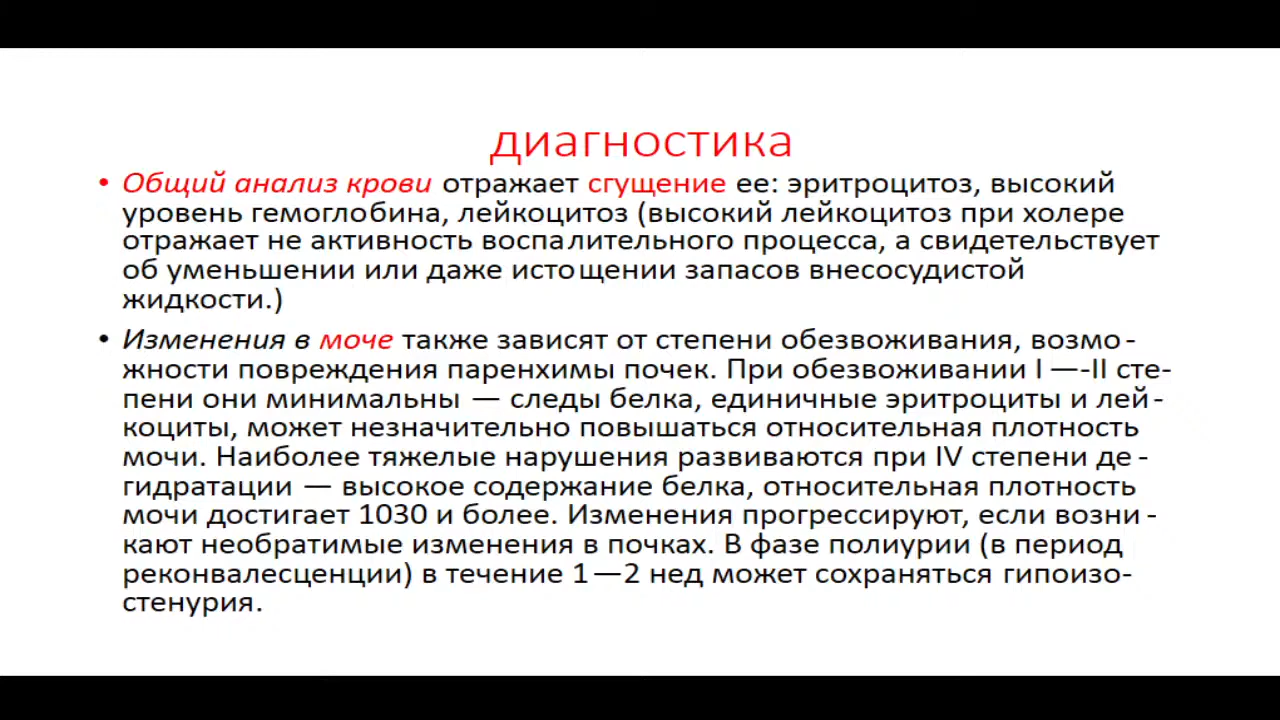 диагностика
• Общий анализ крови отражает сгущение ее: эритроцитоз, высокий
уровень гемоглобина, лейкоцитоз (высокий лейкоцитоз при холере
отражает не активность воспалительного процесса, а свидетельствует
об уменьшении или даже истощении запасов внесосудистой
жидкости.)
• Изменения в моче также зависят от степени обезвоживания, возмо-
жности повреждения паренхимы почек. При обезвоживании I —-II сте-
пени они минимальны — следы белка, единичные эритроциты и лей-
коциты, может незначительно повышаться относительная плотность
мочи. Наиболее тяжелые нарушения развиваются при IV степени де-
гидратации — высокое содержание белка, относительная плотность
мочи достигает 1030 и более. Изменения прогрессируют, если возни-
кают необратимые изменения в почках. В фазе полиурии (в период
реконвалесценции) в течение 1—2 нед может сохраняться гипоизо-
стенурия.